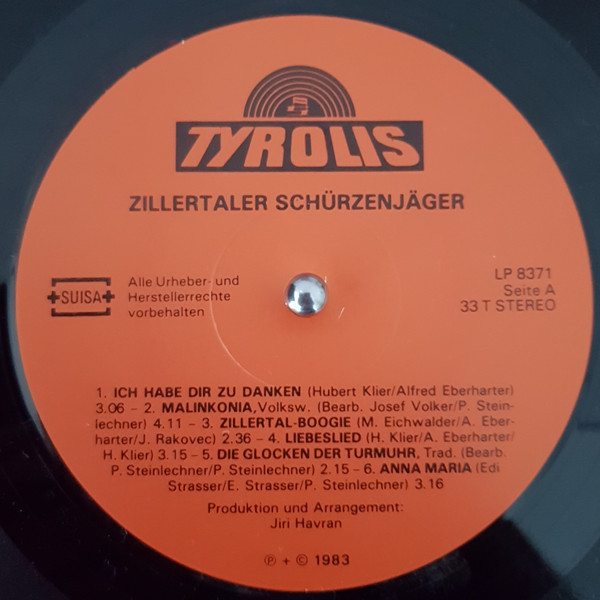 TYROLIS
ZILLERTALER SCHÜRZENJÄGER
+SUISA+
Alle Urheber- und
Herstellerrechte
vorbehalten
LP 8371
Seite A
33 T STEREO
1. ICH HABE DIR ZU DANKEN (Hubert Klier/Alfred Eberharter)
3.06 – 2. MALINKONIA, Volksw. (Bearb. Josef Volker/P. Stein-
lechner) 4.11 – 3. ZILLERTAL-BOOGIE (M. Eichwalder/A. Eber-
harter/J. Rakovec) 2.36 – 4. LIEBESLIED (H. Klier/A. Eberharter/
H. Klier) 3.15 – 5. DIE GLOCKEN DER TURMUHR, Trad. (Bearb.
P. Steinlechner/P. Steinlechner) 2.15 – 6. ANNA MARIA (Edi
Strasser/E. Strasser/P. Steinlechner) 3.16
Produktion und Arrangement:
Jiri Havran
℗ + © 1983